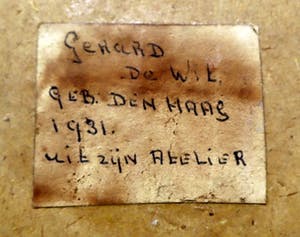 GERARD
De Wit.
GEB. DEN HAAG
1931.
uit zijn ATELIER